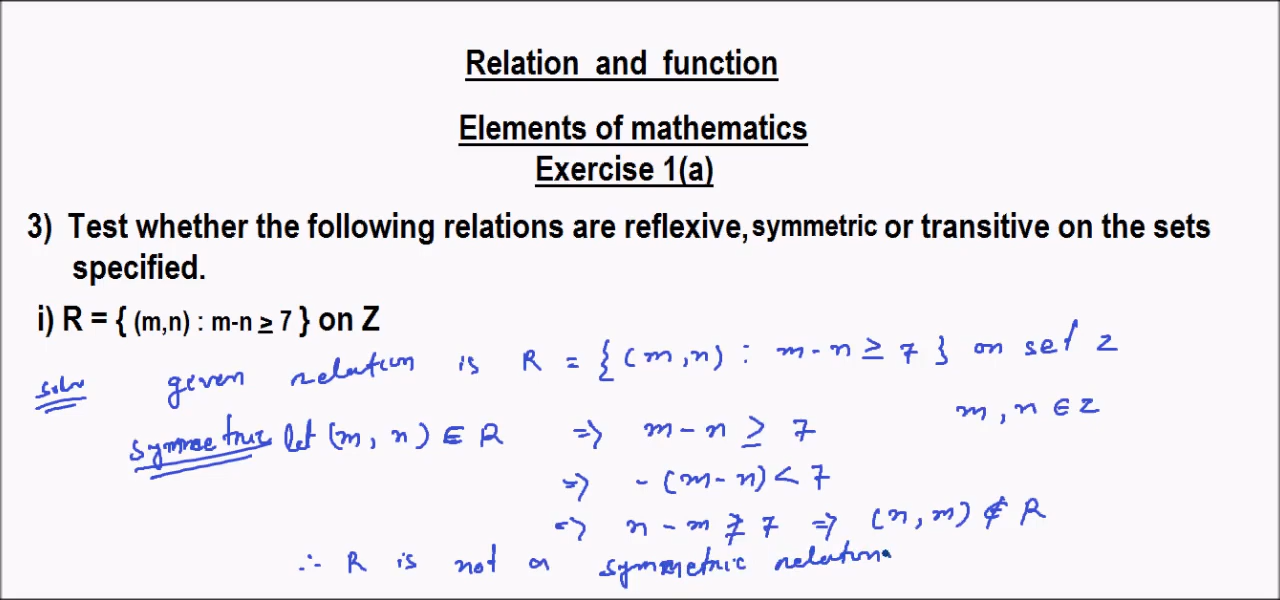 Relation and function
Elements of mathematics
Exercise 1(a)
3) Test whether the following relations are reflexive, symmetric or transitive on the sets
specified.
i) R = { (m,n) : m-n ≥ 7 } on Z
soln given relation is R = {(m,n) : m-n ≥ 7 } on set Z
m, n ∈ Z
symmetric let (m, n) ∈ R ⇒ m - n ≥ 7
⇒ - (m - n) < 7
⇒ n - m ≱ 7 ⇒ (n, m) ∉ R
∴ R is not a symmetric relation